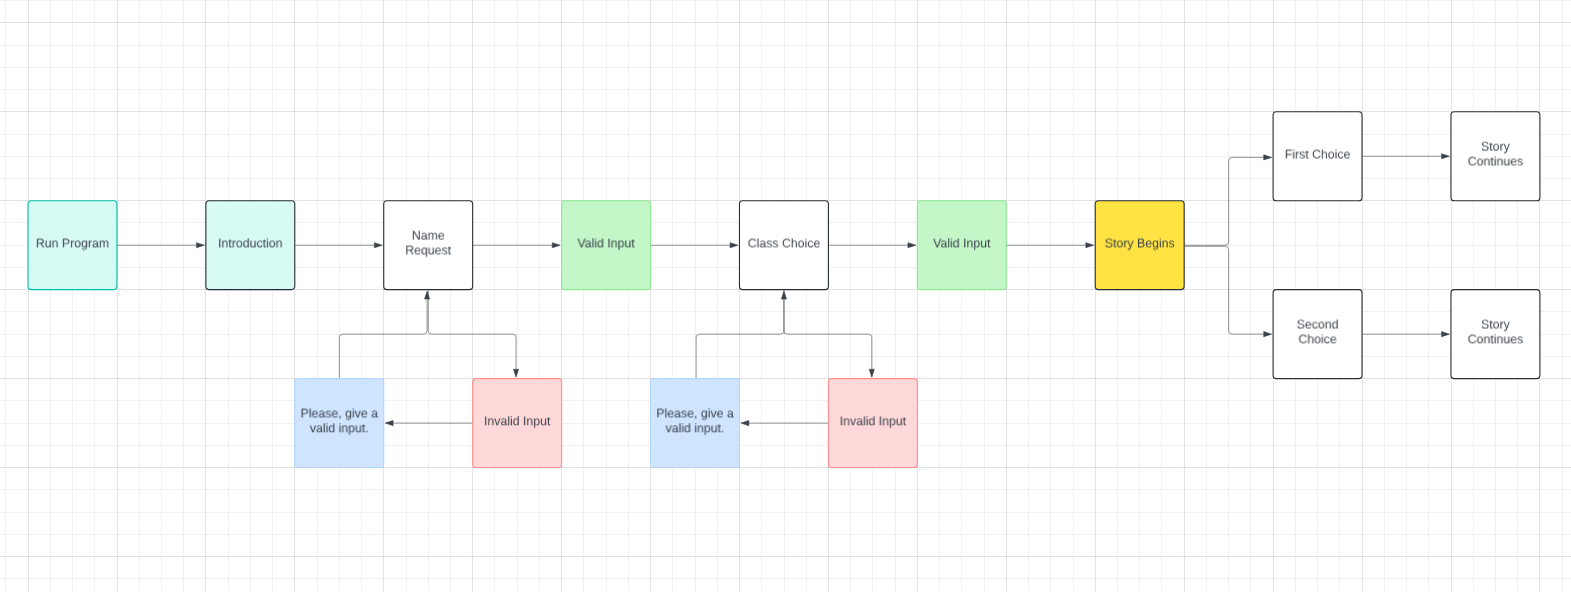 Run Program
Introduction
Name
Request
Valid Input
Class Choice
Valid Input
Story Begins
First Choice
Story
Continues
Second
Choice
Story
Continues
Please, give a
valid input.
Invalid Input
Please, give a
valid input.
Invalid Input